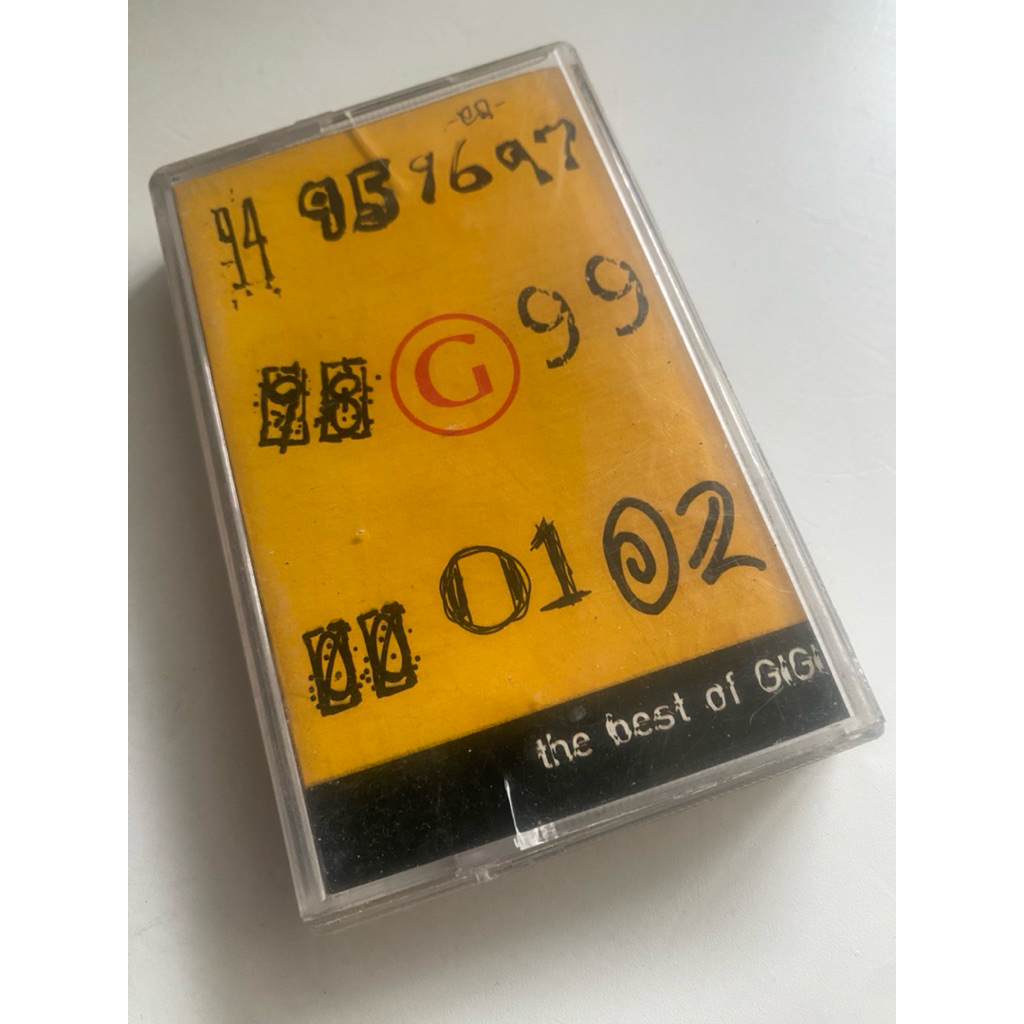 94 95 96 97
98 G 99
00 01 02
the best of GIGI